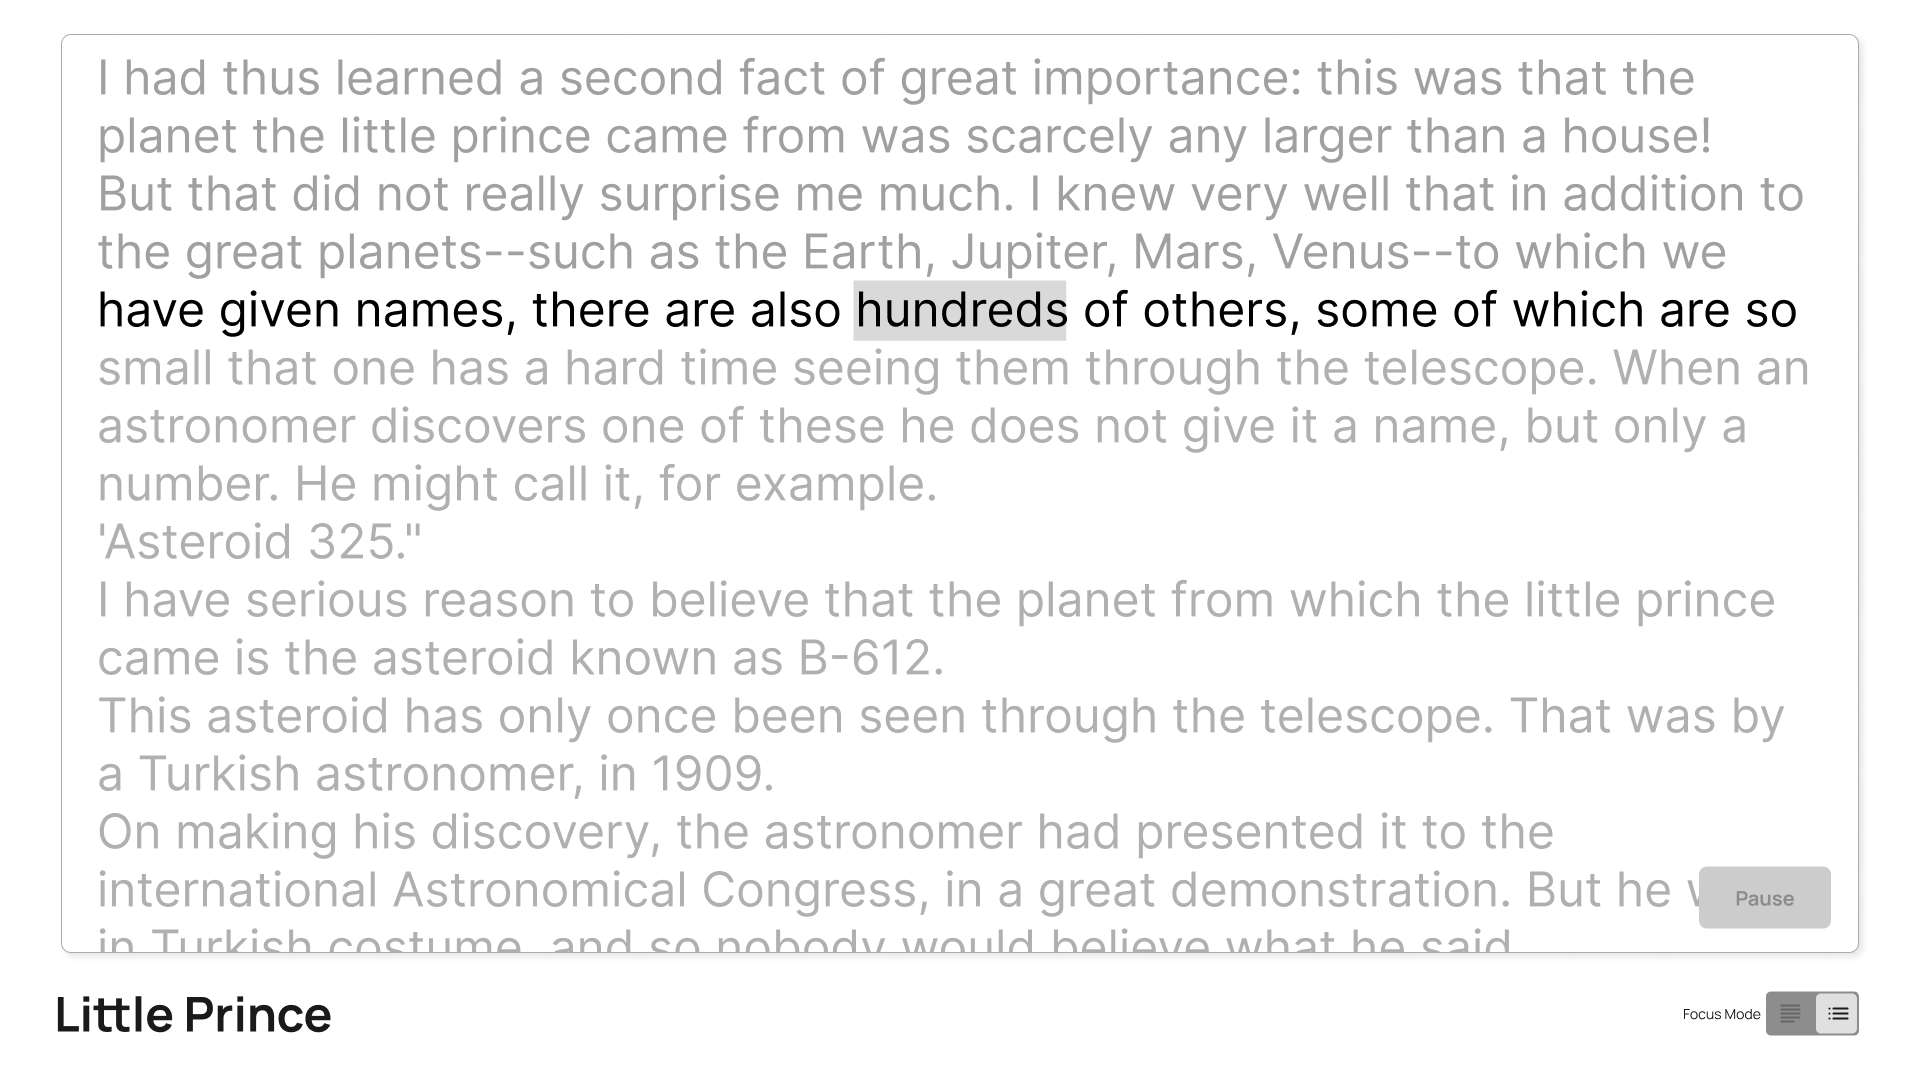 I had thus learned a second fact of great importance: this was that the
planet the little prince came from was scarcely any larger than a house!
But that did not really surprise me much. I knew very well that in addition to
the great planets--such as the Earth, Jupiter, Mars, Venus--to which we
have given names, there are also hundreds of others, some of which are so
small that one has a hard time seeing them through the telescope. When an
astronomer discovers one of these he does not give it a name, but only a
number. He might call it, for example.
'Asteroid 325."
I have serious reason to believe that the planet from which the little prince
came is the asteroid known as B-612.
This asteroid has only once been seen through the telescope. That was by
a Turkish astronomer, in 1909.
On making his discovery, the astronomer had presented it to the
international Astronomical Congress, in a great demonstration. But he
in Turkish costume, and so nobody would believe what he said
Pause
Little Prince
Focus Mode